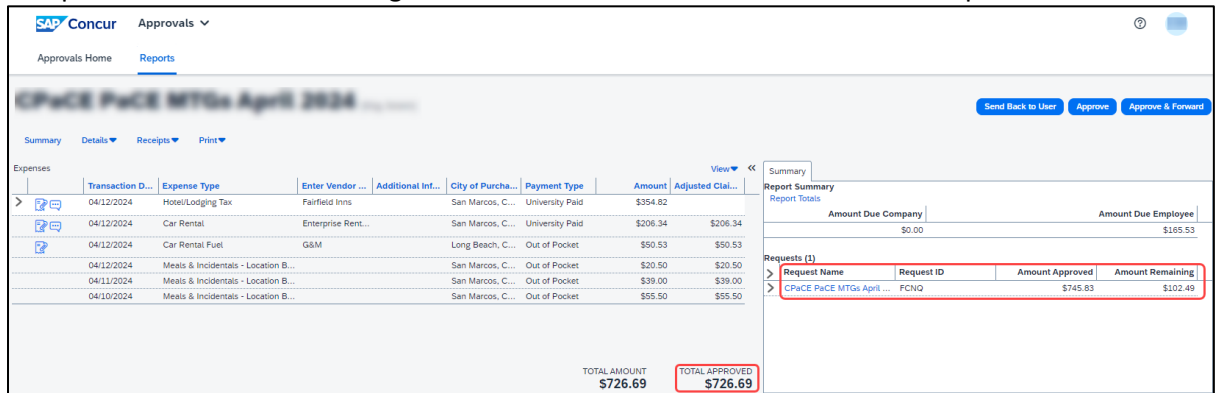 SAP Concur Approvals
Approvals Home Reports
CPaCE PaCE MTGs April 2024
Send Back to User Approve Approve & Forward
Summary Details Receipts Print
Expenses View
Transaction D... Expense Type Enter Vendor ... Additional Inf... City of Purcha... Payment Type Amount Adjusted Clai...
04/12/2024 Hotel/Lodging Tax Fairfield Inns San Marcos, C... University Paid $354.82
04/12/2024 Car Rental Enterprise Rent... San Marcos, C... University Paid $206.34 $206.34
04/12/2024 Car Rental Fuel G&M Long Beach, C... Out of Pocket $50.53 $50.53
04/12/2024 Meals & Incidentals - Location B... San Marcos, C... Out of Pocket $20.50 $20.50
04/11/2024 Meals & Incidentals - Location B... San Marcos, C... Out of Pocket $39.00 $39.00
04/10/2024 Meals & Incidentals - Location B... San Marcos, C... Out of Pocket $55.50 $55.50
TOTAL AMOUNT TOTAL APPROVED
$726.69 $726.69
Summary
Report Summary
Report Totals
Amount Due Company Amount Due Employee
$0.00 $165.53
Requests (1)
Request Name Request ID Amount Approved Amount Remaining
CPaCE PaCE MTGs April ... FCNQ $745.83 $102.49